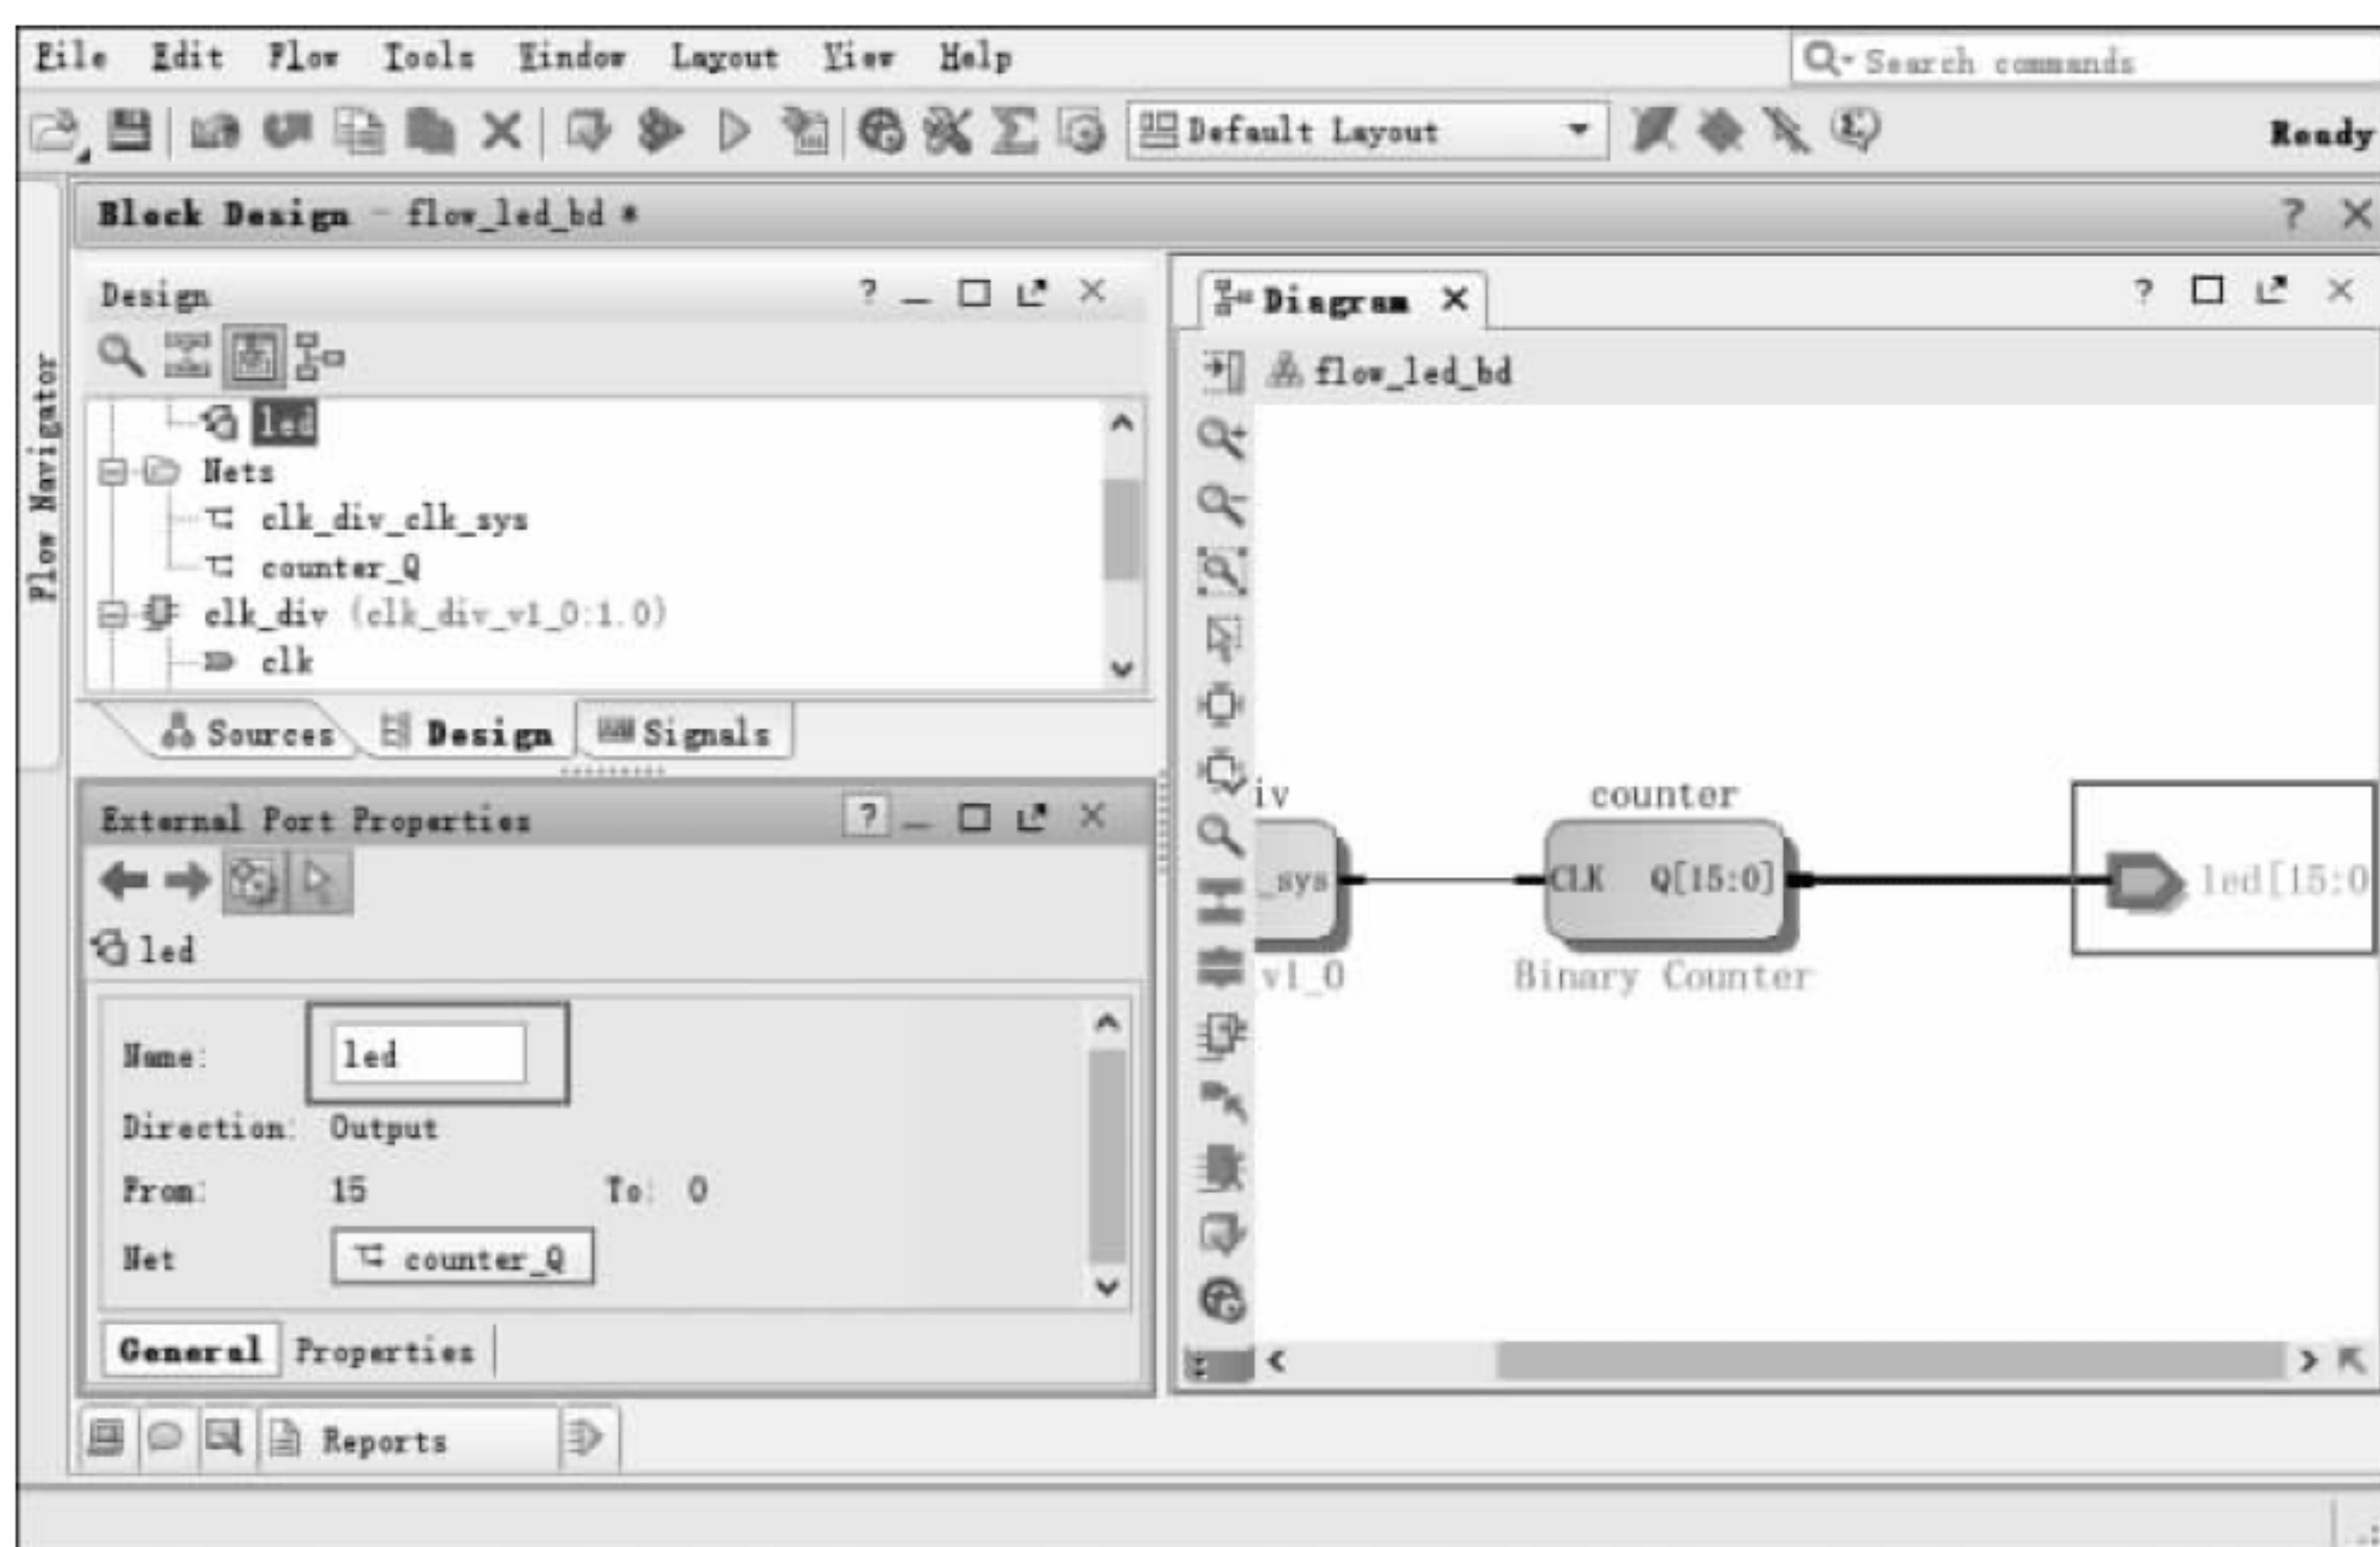 File Edit Flow Tools Window Layout View Help
Search commands
Default Layout
Ready
Block Design - flow_led_bd *
? ×
Design
led
Nets
clk_div_clk_sys
counter_Q
clk_div (clk_div_v1_0:1.0)
clk
Flow Navigator
Sources Design Signals
External Port Properties
led
Name: led
Direction: Output
From: 15 To: 0
Net counter_Q
General Properties
Reports
Diagram
flow_led_bd
iv
_sys
v1_0
counter
CLK Q[15:0]
Binary Counter
led[15:0